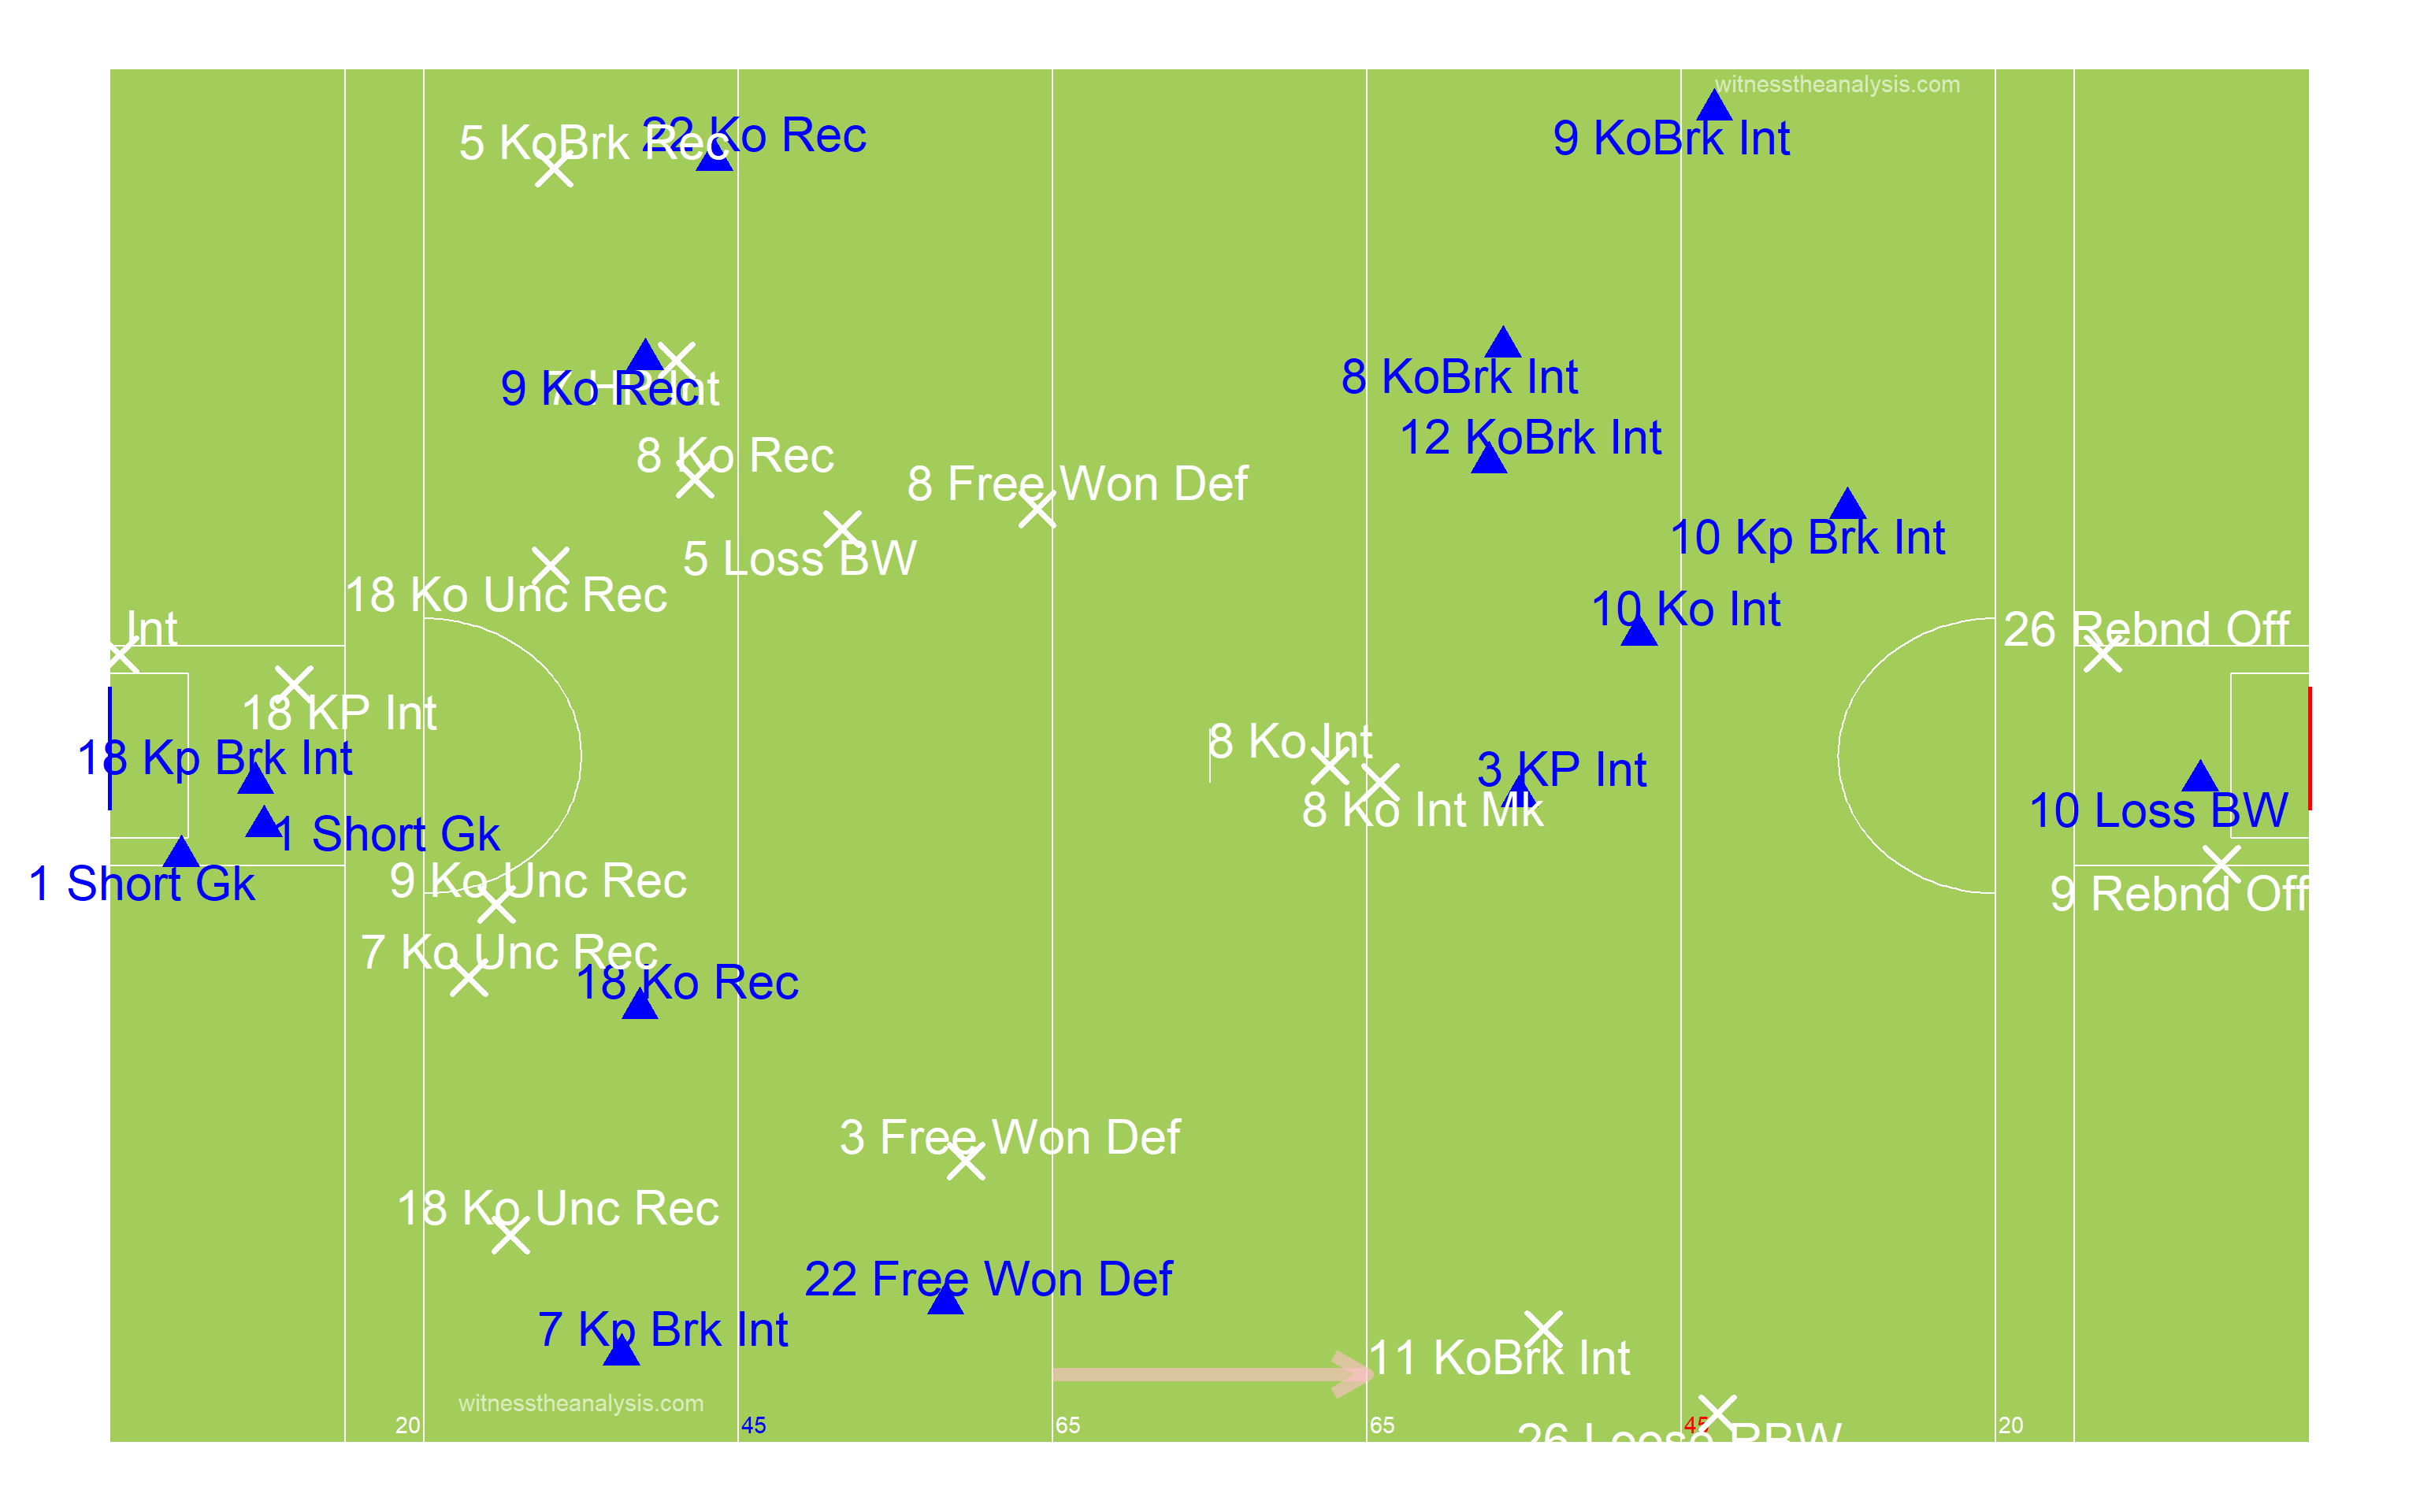 witnesstheanalysis.com
5 KoBrk Rec
22 Ko Rec
9 KoBrk Int
9 Ko Rec
7 HP Int
8 KoBrk Int
12 KoBrk Int
8 Ko Rec
8 Free Won Def
5 Loss BW
10 Kp Brk Int
18 Ko Unc Rec
10 Ko Int
Int
26 Rebnd Off
18 KP Int
18 Kp Brk Int
8 Ko Int
3 KP Int
8 Ko Int Mk
10 Loss BW
1 Short Gk
1 Short Gk
9 Ko Unc Rec
9 Rebnd Off
7 Ko Unc Rec
18 Ko Rec
3 Free Won Def
18 Ko Unc Rec
22 Free Won Def
7 Kp Brk Int
11 KoBrk Int
witnesstheanalysis.com
20
45
65
65
45
20
26 Loose BW